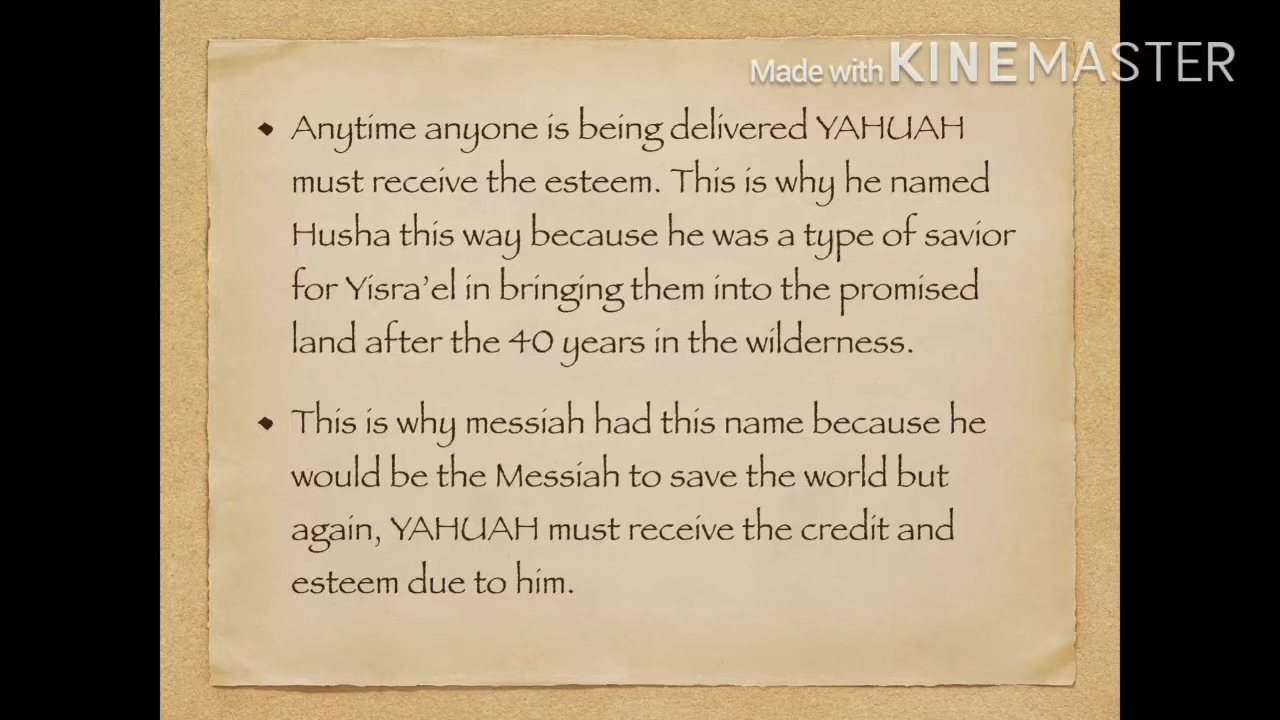 Made with KINEMASTER
• Anytime anyone is being delivered YAHUAH
must receive the esteem. This is why he named
Husha this way because he was a type of savior
for Yisra'el in bringing them into the promised
land after the 40 years in the wilderness.
• This is why messiah had this name because he
would be the Messiah to save the world but
again, YAHUAH must receive the credit and
esteem due to him.